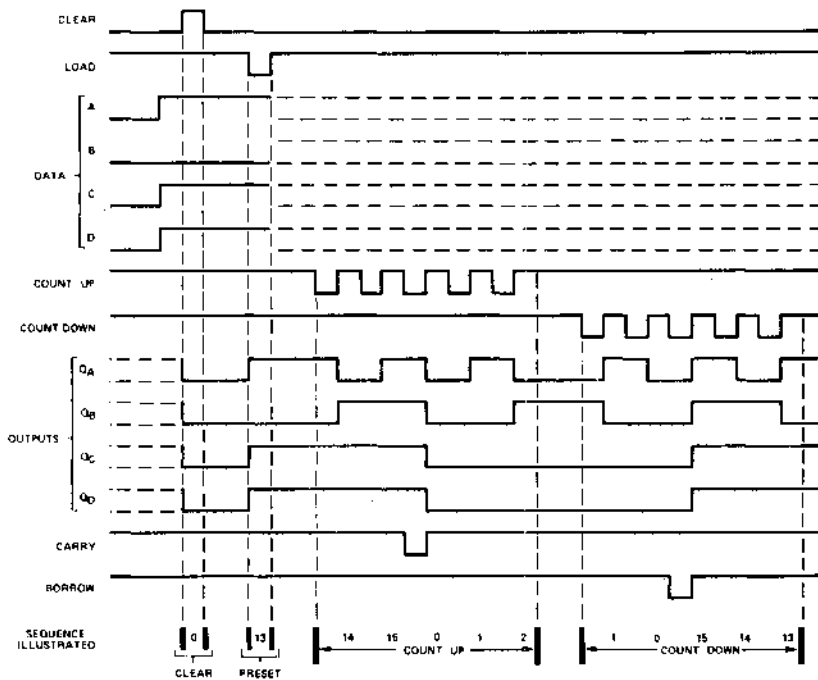 CLEAR
LOAD
A
B
DATA
C
D
COUNT UP
COUNT DOWN
QA
QB
OUTPUTS
QC
QD
CARRY
BORROW
SEQUENCE ILLUSTRATED
0 13 14 15 0 1 2 1 0 15 14 13
CLEAR PRESET COUNT UP COUNT DOWN